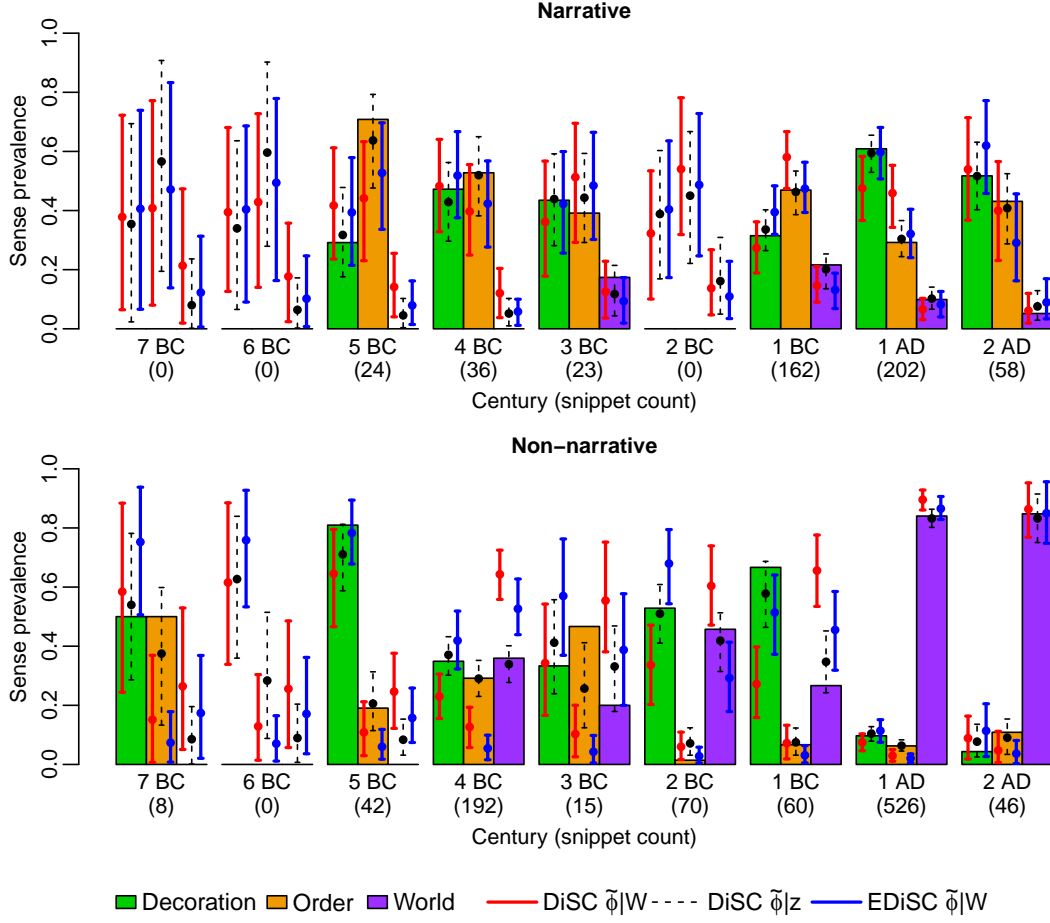 Narrative
Sense prevalence
0.0 0.2 0.4 0.6 0.8 1.0
7 BC 6 BC 5 BC 4 BC 3 BC 2 BC 1 BC 1 AD 2 AD
(0) (0) (24) (36) (23) (0) (162) (202) (58)
Century (snippet count)
Non−narrative
Sense prevalence
0.0 0.2 0.4 0.6 0.8 1.0
7 BC 6 BC 5 BC 4 BC 3 BC 2 BC 1 BC 1 AD 2 AD
(8) (0) (42) (192) (15) (70) (60) (526) (46)
Century (snippet count)
Decoration Order World DiSC ϕ̃|W DiSC ϕ̃|z EDiSC ϕ̃|W